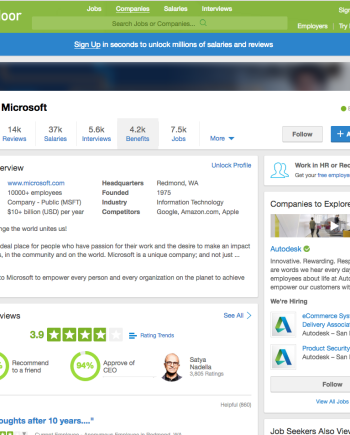 oor Jobs Companies Salaries Interviews Sign
Search Jobs or Companies...
Employers | Try
Sign Up in seconds to unlock millions of salaries and reviews
Microsoft
14k 37k 5.6k 4.2k 7.5k
Reviews Salaries Interviews Benefits Jobs More Follow + A
erview Unlock Profile
www.microsoft.com Headquarters Redmond, WA
10000+ employees Founded 1975
Company - Public (MSFT) Industry Information Technology
$10+ billion (USD) per year Competitors Google, Amazon.com, Apple
nge the world unites us!
deal place for people who have passion for their work and the desire to make an impact
s, in the community and on the world. Microsoft is a unique company; and not just ...
to Microsoft to empower every person and every organization on the planet to achieve
views See All
3.9 Rating Trends
% Recommend to a friend
94% Approve of CEO
Satya Nadella
3,805 Ratings
Helpful (660)
oughts after 10 years...."
Work in HR or Rec
Get your free employe
Companies to Explore
Autodesk
Innovative. Rewarding. Resp
are words we hear every day
employees about life at Autod
empower our customers with
We're Hiring
eCommerce Sys
Delivery Associat
Autodesk – San
Product Security
Autodesk – San F
Follow
View All Jobs
Job Seekers Also View